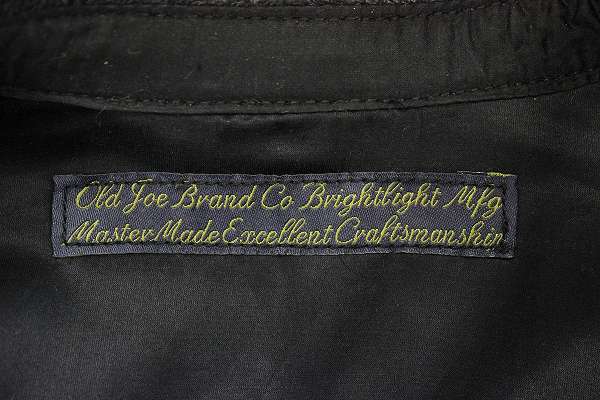 Old Joe Brand Co Brightlight Mfg
Master Made Excellent Craftsmanship